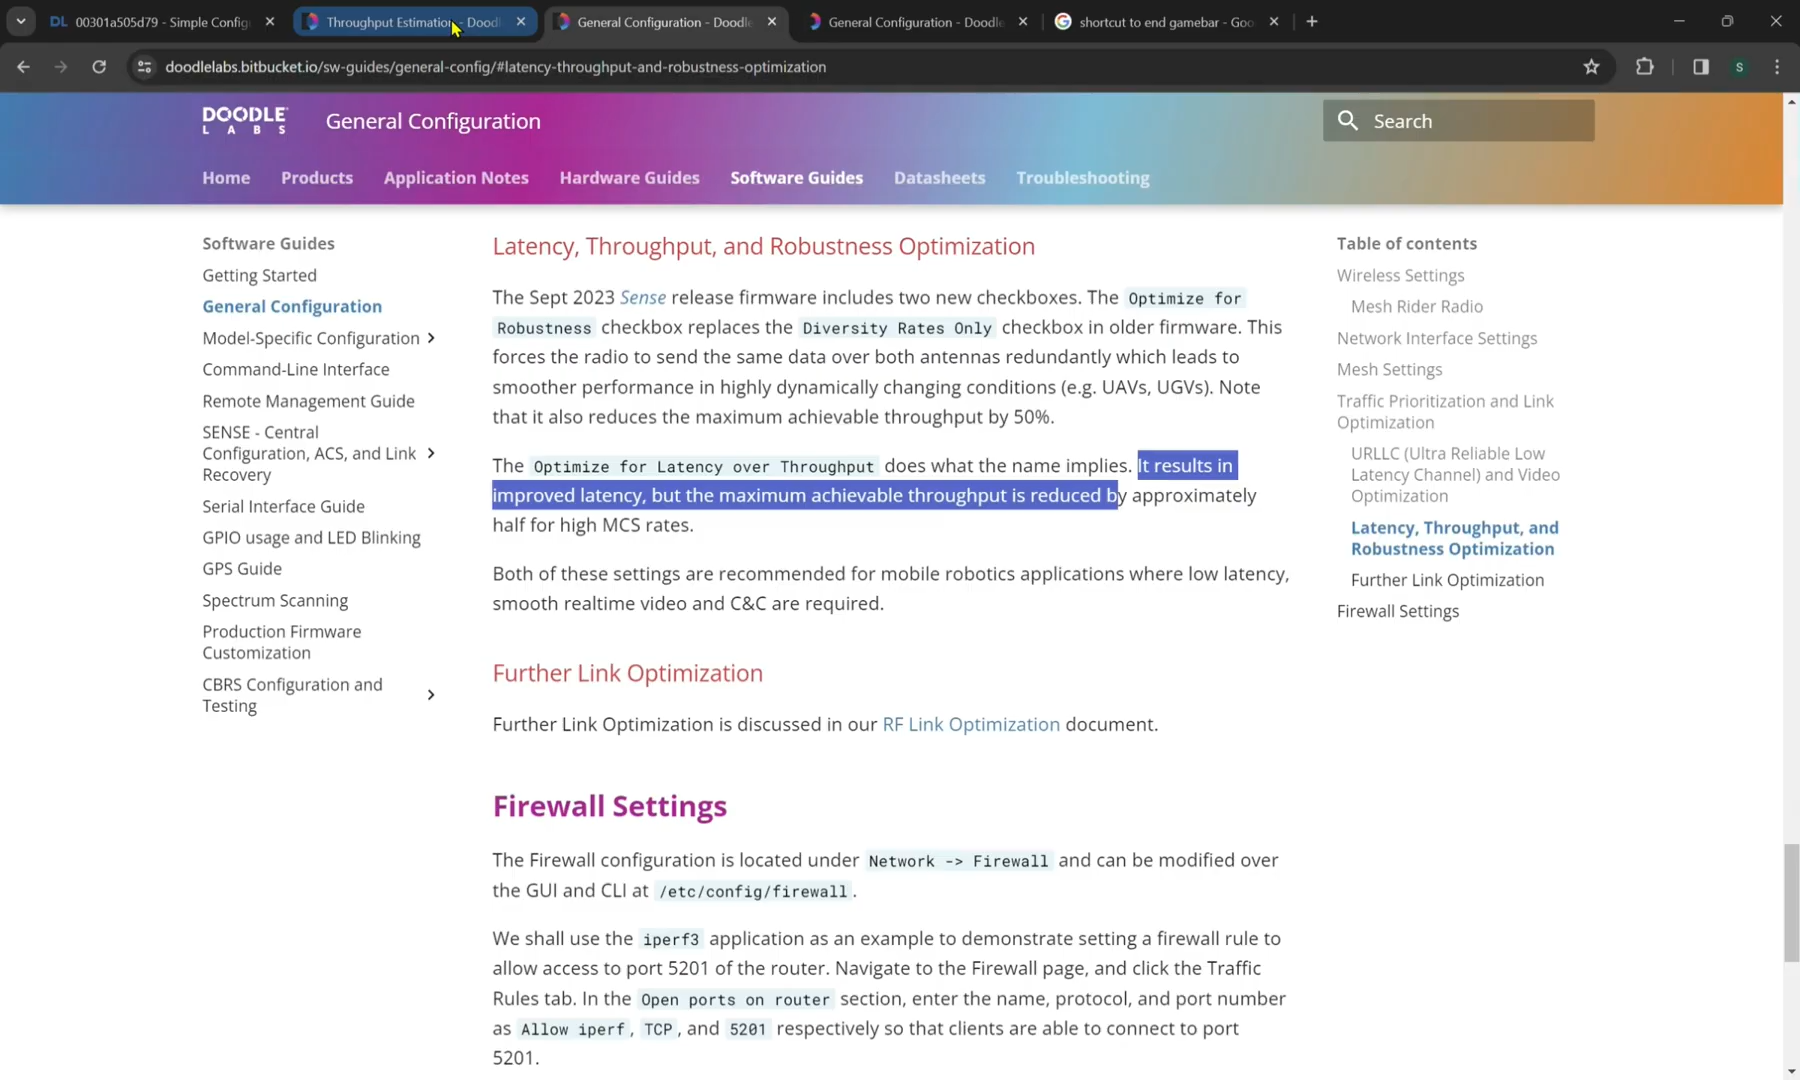 DL 00301a505d79 - Simple Config
Throughput Estimation - Doodl
General Configuration - Doodle
General Configuration - Doodle
shortcut to end gamebar - Goo
doodlelabs.bitbucket.io/sw-guides/general-config/#latency-throughput-and-robustness-optimization
S
DOODLE
LABS
General Configuration
Search
Home Products Application Notes Hardware Guides Software Guides Datasheets Troubleshooting
Software Guides
Getting Started
General Configuration
Model-Specific Configuration
Command-Line Interface
Remote Management Guide
SENSE - Central
Configuration, ACS, and Link
Recovery
Serial Interface Guide
GPIO usage and LED Blinking
GPS Guide
Spectrum Scanning
Production Firmware
Customization
CBRS Configuration and
Testing
Latency, Throughput, and Robustness Optimization
The Sept 2023 Sense release firmware includes two new checkboxes. The Optimize for
Robustness checkbox replaces the Diversity Rates Only checkbox in older firmware. This
forces the radio to send the same data over both antennas redundantly which leads to
smoother performance in highly dynamically changing conditions (e.g. UAVs, UGVs). Note
that it also reduces the maximum achievable throughput by 50%.
The Optimize for Latency over Throughput does what the name implies. It results in
improved latency, but the maximum achievable throughput is reduced by approximately
half for high MCS rates.
Both of these settings are recommended for mobile robotics applications where low latency,
smooth realtime video and C&C are required.
Further Link Optimization
Further Link Optimization is discussed in our RF Link Optimization document.
Firewall Settings
The Firewall configuration is located under Network -> Firewall and can be modified over
the GUI and CLI at /etc/config/firewall.
We shall use the iperf3 application as an example to demonstrate setting a firewall rule to
allow access to port 5201 of the router. Navigate to the Firewall page, and click the Traffic
Rules tab. In the Open ports on router section, enter the name, protocol, and port number
as Allow iperf, TCP, and 5201 respectively so that clients are able to connect to port
5201.
Table of contents
Wireless Settings
Mesh Rider Radio
Network Interface Settings
Mesh Settings
Traffic Prioritization and Link
Optimization
URLLC (Ultra Reliable Low
Latency Channel) and Video
Optimization
Latency, Throughput, and
Robustness Optimization
Further Link Optimization
Firewall Settings